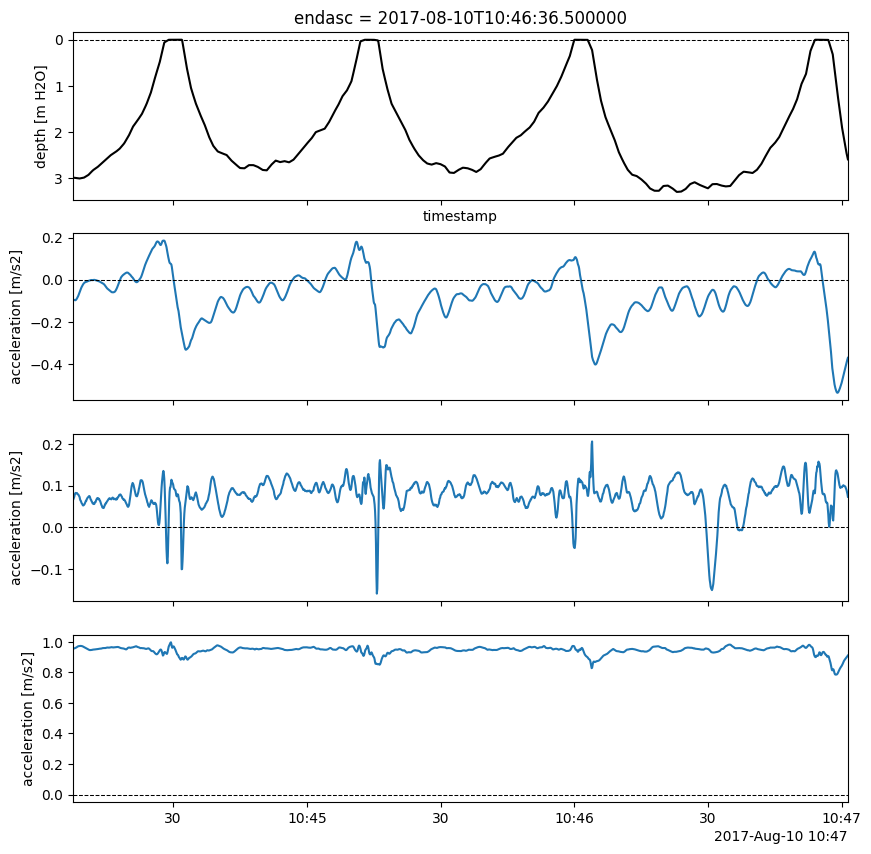 endasc = 2017-08-10T10:46:36.500000
0
1
2
3
depth [m H2O]
timestamp
0.2
0.0
−0.2
−0.4
acceleration [m/s2]
0.2
0.1
0.0
−0.1
acceleration [m/s2]
1.0
0.8
0.6
0.4
0.2
0.0
acceleration [m/s2]
30 10:45 30 10:46 30 10:47
2017-Aug-10 10:47